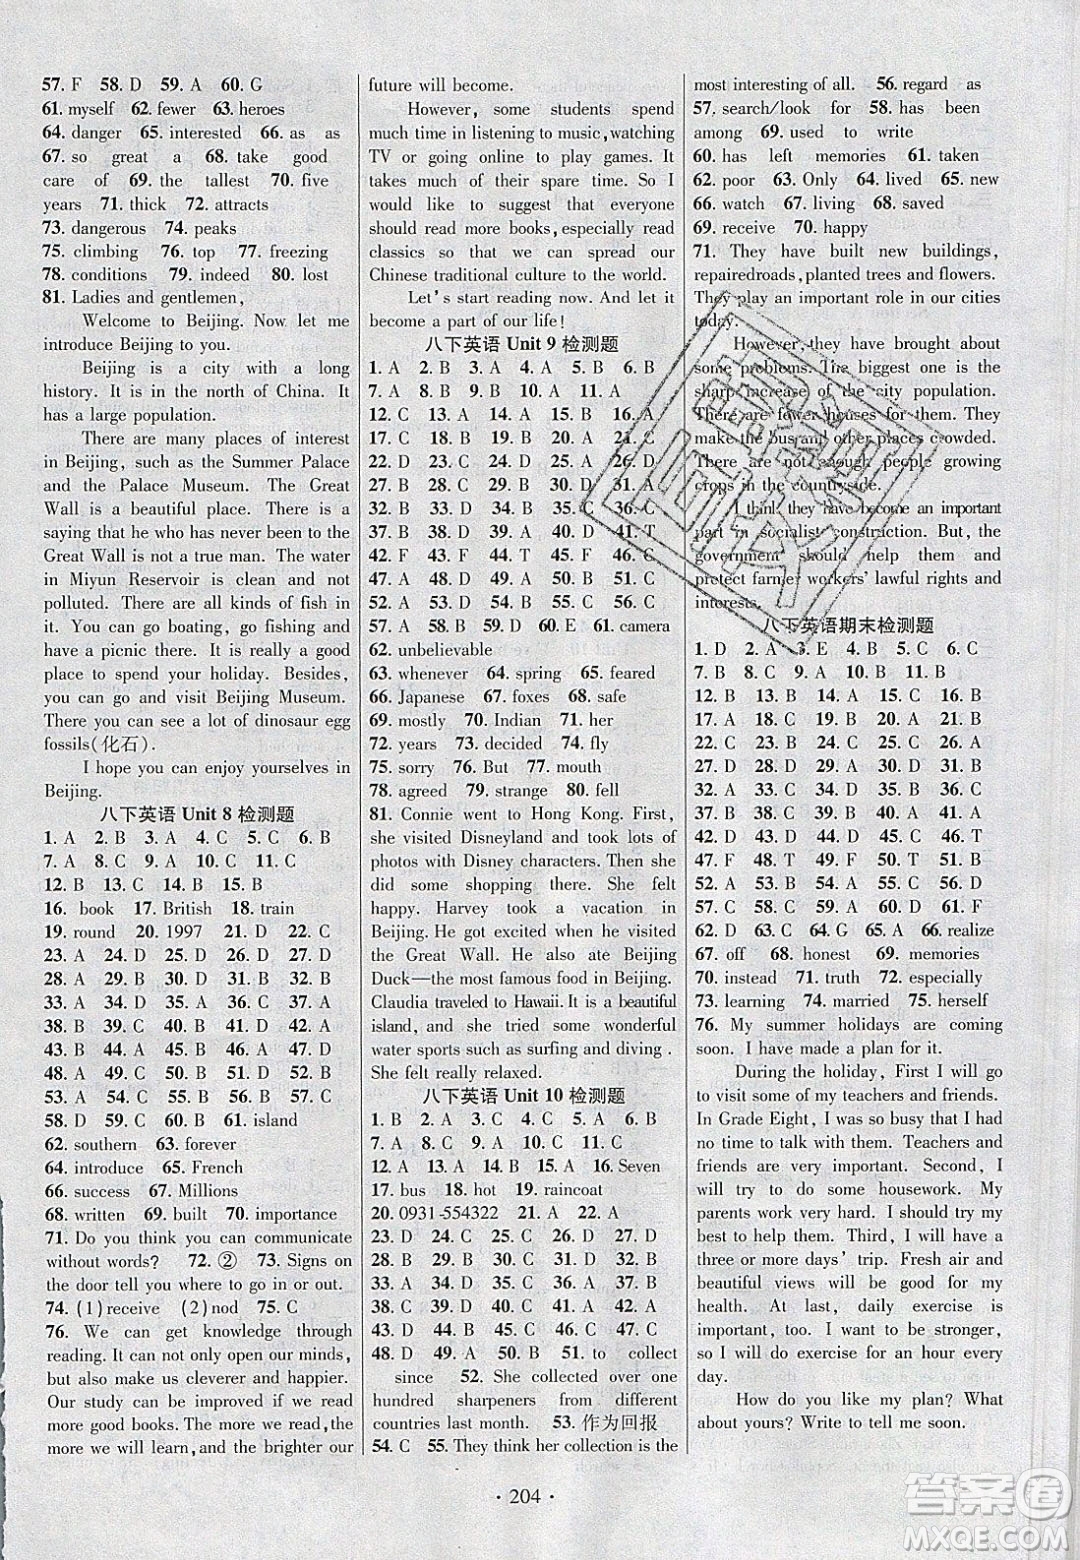 57. F 58. D 59. A 60. G
61. myself 62. fewer 63. heroes
64. danger 65. interested 66. as as
67. so great a 68. take good
care of 69. the tallest 70. five
years 71. thick 72. attracts
73. dangerous 74. peaks
75. climbing 76. top 77. freezing
78. conditions 79. indeed 80. lost
81. Ladies and gentlemen,
Welcome to Beijing. Now let me
introduce Beijing to you.
Beijing is a city with a long
history. It is in the north of China. It
has a large population.
There are many places of interest
in Beijing, such as the Summer Palace
and the Palace Museum. The Great
Wall is a beautiful place. There is a
saying that he who has never been to the
Great Wall is not a true man. The water
in Miyun Reservoir is clean and not
polluted. There are all kinds of fish in
it. You can go boating, go fishing and
have a picnic there. It is really a good
place to spend your holiday. Besides,
you can go and visit Beijing Museum.
There you can see a lot of dinosaur egg
fossils(化石).
I hope you can enjoy yourselves in
Beijing.
八下英语 Unit 8 检测题
1. A 2. B 3. A 4. C 5. C 6. B
7. A 8. C 9. A 10. C 11. C
12. B 13. C 14. A 15. B
16. book 17. British 18. train
19. round 20. 1997 21. D 22. C
23. A 24. D 25. C 26. D 27. B
28. A 29. B 30. D 31. B 32. D
33. A 34. C 35. D 36. C 37. A
38. B 39. C 40. A 41. D 42. A
43. D 44. A 45. B 46. D 47. B
48. A 49. D 50. C 51. A 52. C
53. A 54. D 55. A 56. B 57. C
58. D 59. C 60. B 61. island
62. southern 63. forever
64. introduce 65. French
66. success 67. Millions
68. written 69. built 70. importance
71. Do you think you can communicate
without words? 72. ② 73. Signs on
the door tell you where to go in or out.
74. (1)receive (2)nod 75. C
76. We can get knowledge through
reading. It can not only open our minds,
but also make us cleverer and happier.
Our study can be improved if we read
more good books. The more we read, the
more we will learn,and the brighter our
future will become.
However, some students spend
much time in listening to music,watching
TV or going online to play games. It
takes much of their spare time. So I
would like to suggest that everyone
should read more books,especially read
classics so that we can spread our
Chinese traditional culture to the world.
Let's start reading now. And let it
become a part of our life!
八下英语 Unit 9 检测题
1. A 2. B 3. A 4. A 5. B 6. B
7. A 8. B 9. B 10. A 11. A
12. C 13. A 14. A 15. B 16. A
17. C 18. B 19. B 20. A 21. C
22. D 23. D 24. D 25. B 26. B
27. A 28. B 29. B 30. D 31. A
32. B 33. C 34. B 35. C 36. C
37. D 38. B 39. C 40. A 41. T
42. F 43. F 44. T 45. F 46. C
47. A 48. D 49. B 50. A 51. C
52. A 53. C 54. C 55. C 56. C
57. A 58. D 59. B 60. E 61. camera
62. unbelievable
63. whenever 64. spring 65. feared
66. Japanese 67. foxes 68. safe
69. mostly 70. Indian 71. her
72. years 73. decided 74. fly
75. sorry 76. But 77. mouth
78. agreed 79. strange 80. fell
81. Connie went to Hong Kong. First,
she visited Disneyland and took lots of
photos with Disney characters. Then she
did some shopping there. She felt
happy. Harvey took a vacation in
Beijing. He got excited when he visited
the Great Wall. He also ate Beijing
Duck—the most famous food in Beijing.
Claudia traveled to Hawaii. It is a beautiful
island, and she tried some wonderful
water sports such as surfing and diving .
She felt really relaxed.
八下英语 Unit 10 检测题
1. B 2. A 3. A 4. C 5. C 6. B
7. A 8. C 9. C 10. A 11. C
12. A 13. A 14. B 15. A 16. Seven
17. bus 18. hot 19. raincoat
20. 0931-554322 21. A 22. A
23. D 24. C 25. C 26. D 27. D
28. B 29. A 30. C 31. C 32. D
33. A 34. D 35. C 36. D 37. A
38. C 39. C 40. B 41. A 42. C
43. D 44. B 45. B 46. A 47. A
48. D 49. A 50. D 51. to collect
since 52. She collected over one
hundred sharpeners from different
countries last month. 53. 作为回报
54. C 55. They think her collection is the
most interesting of all. 56. regard as
57. search/look for 58. has been
among 69. used to write
60. has left memories 61. taken
62. poor 63. Only 64. lived 65. new
66. watch 67. living 68. saved
69. receive 70. happy
71. They have built new buildings,
repairedroads,planted trees and flowers.
They play an important role in our cities
today.
However, they have brought about
some problems. The biggest one is the
sharp increase of the city population.
There are fewer houses for them. They
make the bus and other places crowded.
There are not enough people growing
crops in the countryside.
I think they have become an important
part in socialist constraction. But, the
government should help them and
protect farmer workers' lawful rights and
interests.
八下英语期末检测题
1. D 2. A 3. E 4. B 5. C 6. C
7. B 8. C 9. A 10. B 11. B
12. B 13. B 14. C 15. C 16. B
17. A 18. C 19. B 20. A 21. A
22. C 23. D 24. C 25. C 26. A
27. B 28. C 29. B 30. D 31. D
32. A 33. C 34. C 35. B 36. B
37. B 38. A 39. B 40. C 41. A
42. D 43. D 44. A 45. A 46. T
47. F 48. T 49. F 50. B 51. B
52. A 53. D 54. C 55. D 56. A
57. C 58. A 59. D 60. B 61. F
62. D 63. C 64. G 65. A 66. realize
67. off 68. honest 69. memories
70. instead 71. truth 72. especially
73. learning 74. married 75. herself
76. My summer holidays are coming
soon. I have made a plan for it.
During the holiday, First I will go
to visit some of my teachers and friends.
In Grade Eight, I was so busy that I had
no time to talk with them. Teachers and
friends are very important. Second, I
will try to do some housework. My
parents work very hard. I should try my
best to help them. Third, I will have a
three or more days' trip. Fresh air and
beautiful views will be good for my
health. At last, daily exercise is
important, too. I want to be stronger,
so I will do exercise for an hour every
day.
How do you like my plan? What
about yours? Write to tell me soon.
· 204 ·
答案圈
MXQE.COM